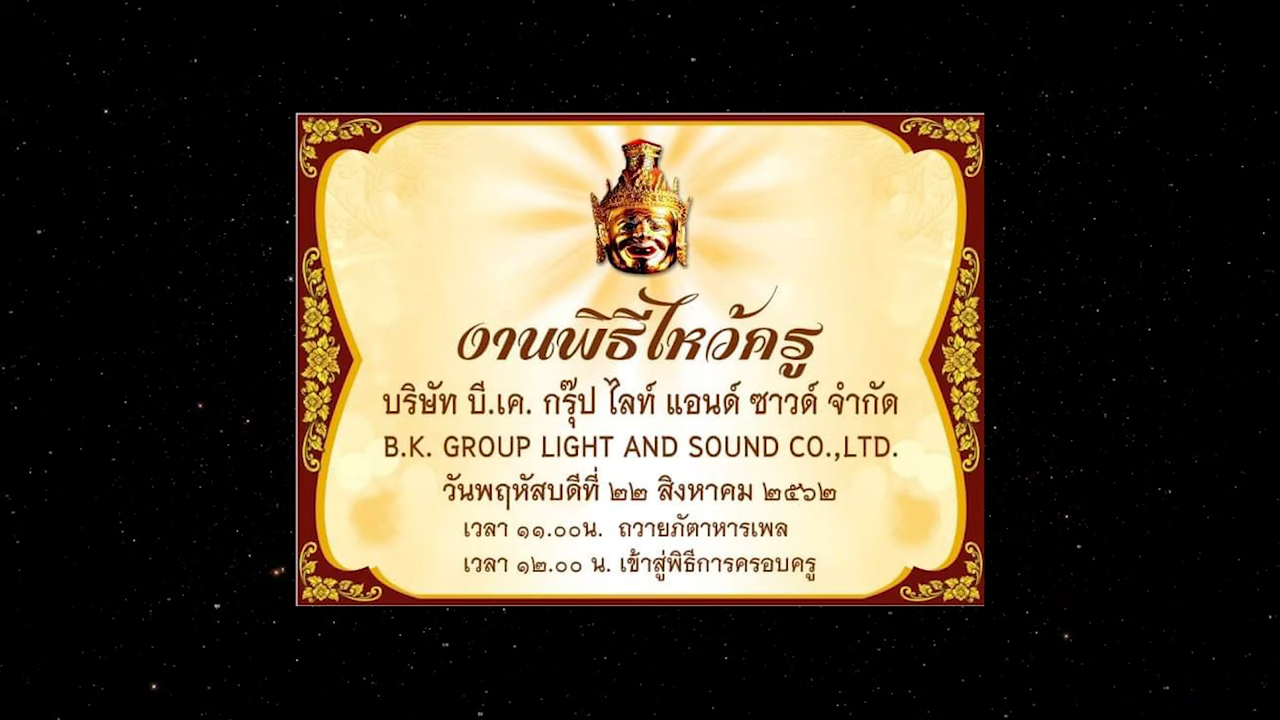 งานพิธีไหว้ครู
บริษัท บี.เค. กรุ๊ป ไลท์ แอนด์ ซาวด์ จำกัด
B.K. GROUP LIGHT AND SOUND CO.,LTD.
วันพฤหัสบดีที่ ๒๒ สิงหาคม ๒๕๖๒
เวลา ๑๑.๐๐น. ถวายภัตาหารเพล
เวลา ๑๒.๐๐ น. เข้าสู่พิธีการครอบครู